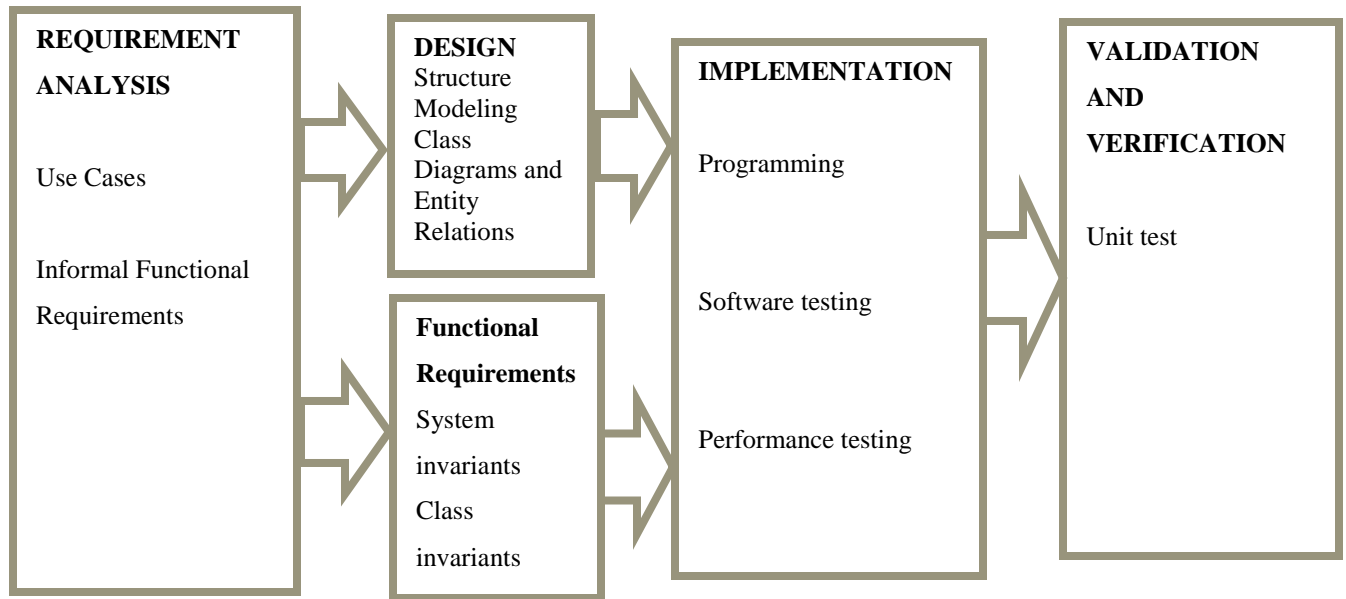 REQUIREMENT
ANALYSIS
Use Cases
Informal Functional
Requirements
DESIGN
Structure
Modeling
Class
Diagrams and
Entity
Relations
Functional
Requirements
System
invariants
Class
invariants
IMPLEMENTATION
Programming
Software testing
Performance testing
VALIDATION
AND
VERIFICATION
Unit test